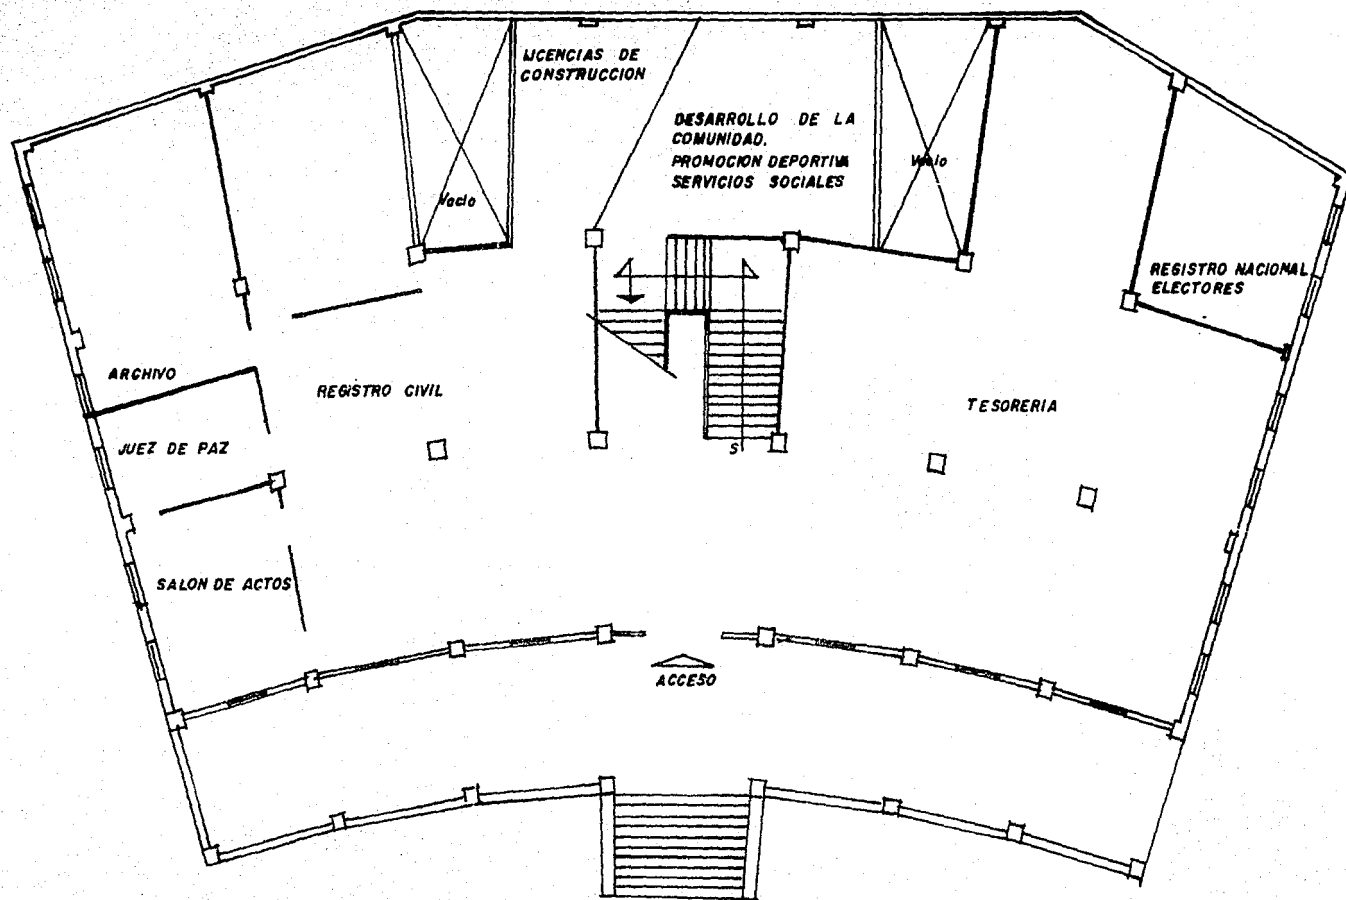 LICENCIAS DE
CONSTRUCCION
DESARROLLO DE LA
COMUNIDAD.
PROMOCION DEPORTIVA
SERVICIOS SOCIALES
Vacio
Vacio
REGISTRO NACIONAL
ELECTORES
ARCHIVO
REGISTRO CIVIL
TESORERIA
JUEZ DE PAZ
S
SALON DE ACTOS
ACCESO